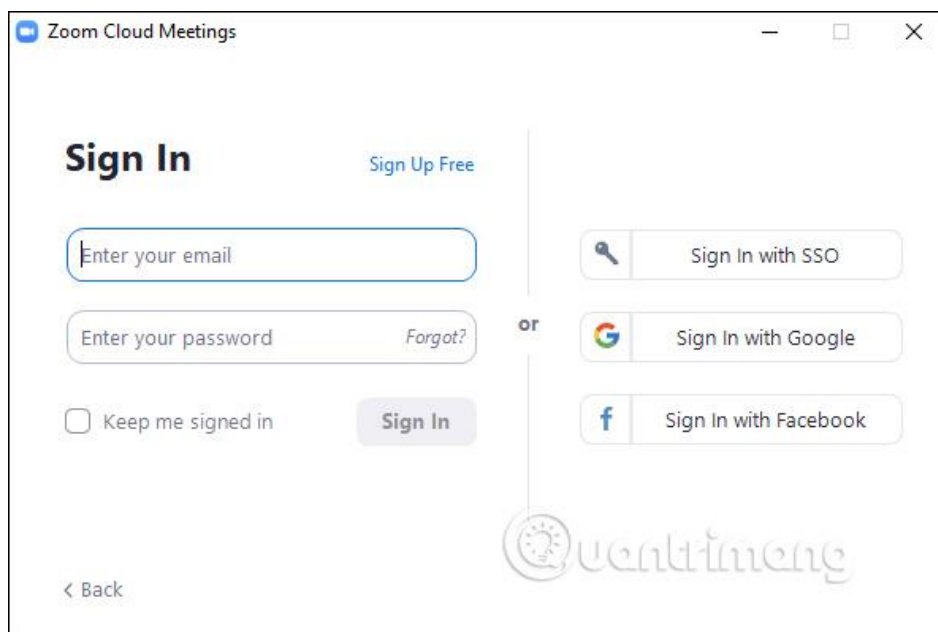 Zoom Cloud Meetings
Sign In
Sign Up Free
Enter your email
Enter your password
Forgot?
Keep me signed in
Sign In
or
Sign In with SSO
Sign In with Google
Sign In with Facebook
Quantrimang
< Back